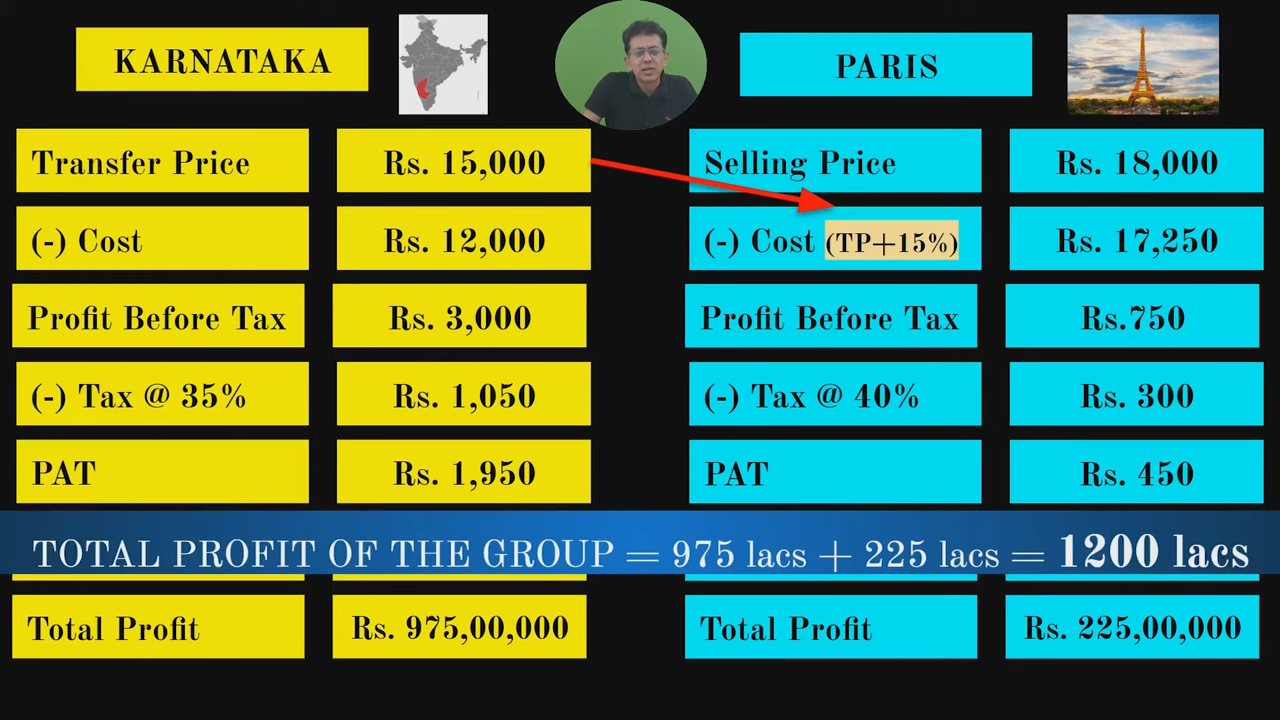 KARNATAKA
PARIS
Transfer Price
Rs. 15,000
Selling Price
Rs. 18,000
(-) Cost
Rs. 12,000
(-) Cost (TP+15%)
Rs. 17,250
Profit Before Tax
Rs. 3,000
Profit Before Tax
Rs.750
(-) Tax @ 35%
Rs. 1,050
(-) Tax @ 40%
Rs. 300
PAT
Rs. 1,950
PAT
Rs. 450
TOTAL PROFIT OF THE GROUP = 975 lacs + 225 lacs = 1200 lacs
Total Profit
Rs. 975,00,000
Total Profit
Rs. 225,00,000